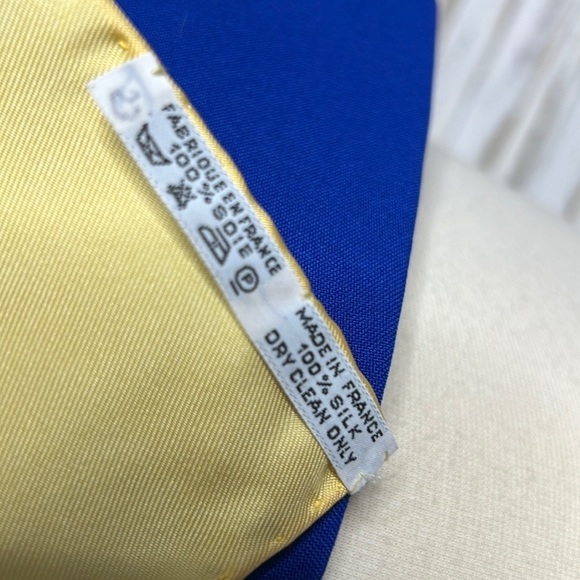 FABRIQUE EN FRANCE
100% SOIE
P
MADE IN FRANCE
100% SILK
DRY CLEAN ONLY